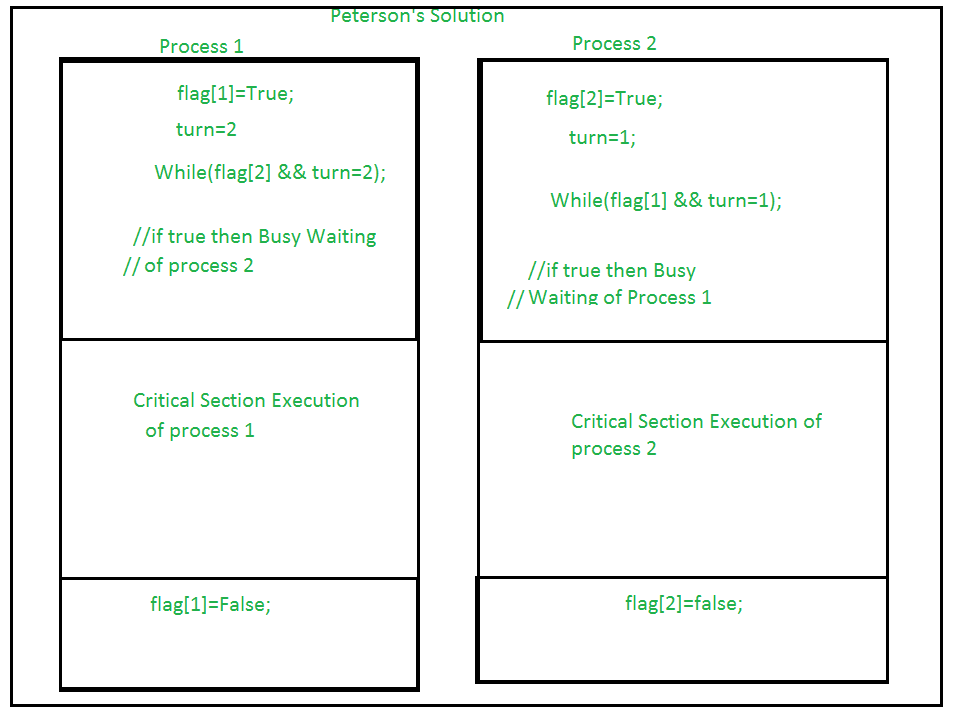 Peterson's Solution
Process 1
flag[1]=True;
turn=2
While(flag[2] && turn=2);
//if true then Busy Waiting
// of process 2
Critical Section Execution
of process 1
flag[1]=False;
Process 2
flag[2]=True;
turn=1;
While(flag[1] && turn=1);
//if true then Busy
// Waiting of Process 1
Critical Section Execution of
process 2
flag[2]=false;